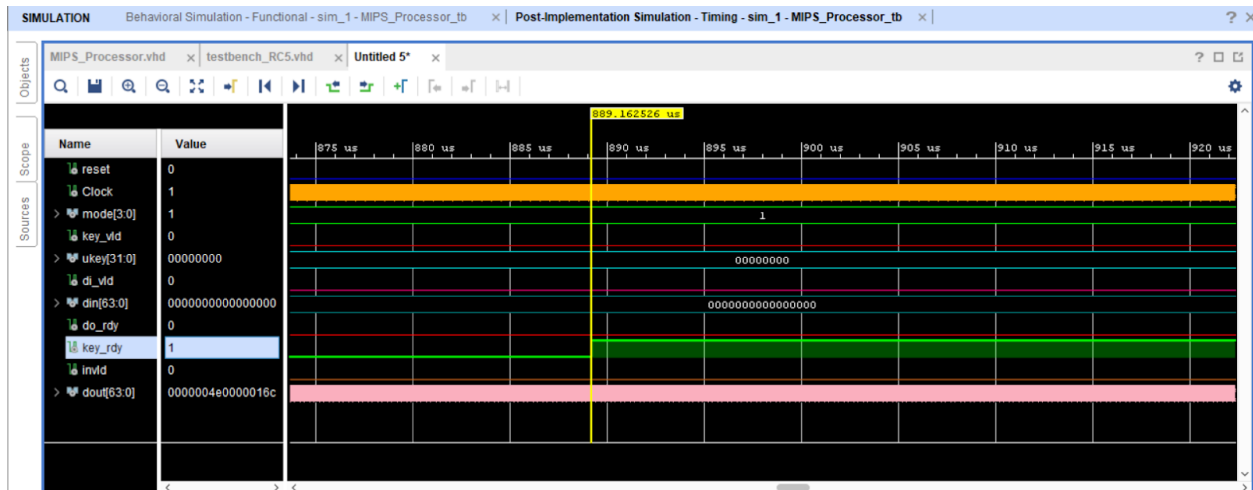 SIMULATION Behavioral Simulation - Functional - sim_1 - MIPS_Processor_tb × Post-Implementation Simulation - Timing - sim_1 - MIPS_Processor_tb × ? ×
MIPS_Processor.vhd × testbench_RC5.vhd × Untitled 5* × ?
Objects
Scope
Sources
889.162526 us
Name Value 875 us 880 us 885 us 890 us 895 us 900 us 905 us 910 us 915 us 920 us
reset 0
Clock 1
> mode[3:0] 1 1
key_vld 0
> ukey[31:0] 00000000 00000000
di_vld 0
> din[63:0] 0000000000000000 0000000000000000
do_rdy 0
key_rdy 1
invld 0
> dout[63:0] 0000004e0000016c